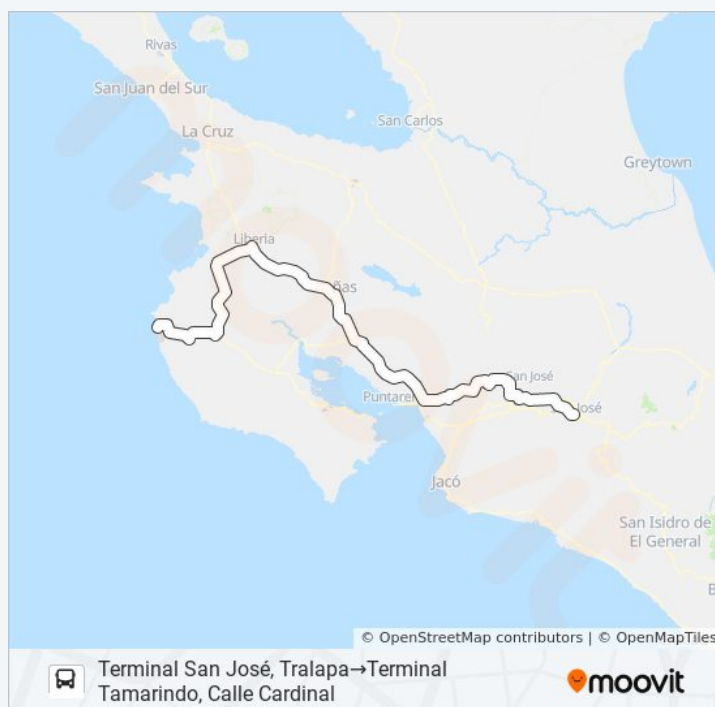 Rivas
San Juan del Sur
San Carlos
La Cruz
Greytown
Liberia
ñas
San José
Puntaren
José
Jacó
San Isidro de
El General
B
© OpenStreetMap contributors | © OpenMapTiles
Terminal San José, Tralapa→Terminal
Tamarindo, Calle Cardinal
moovit